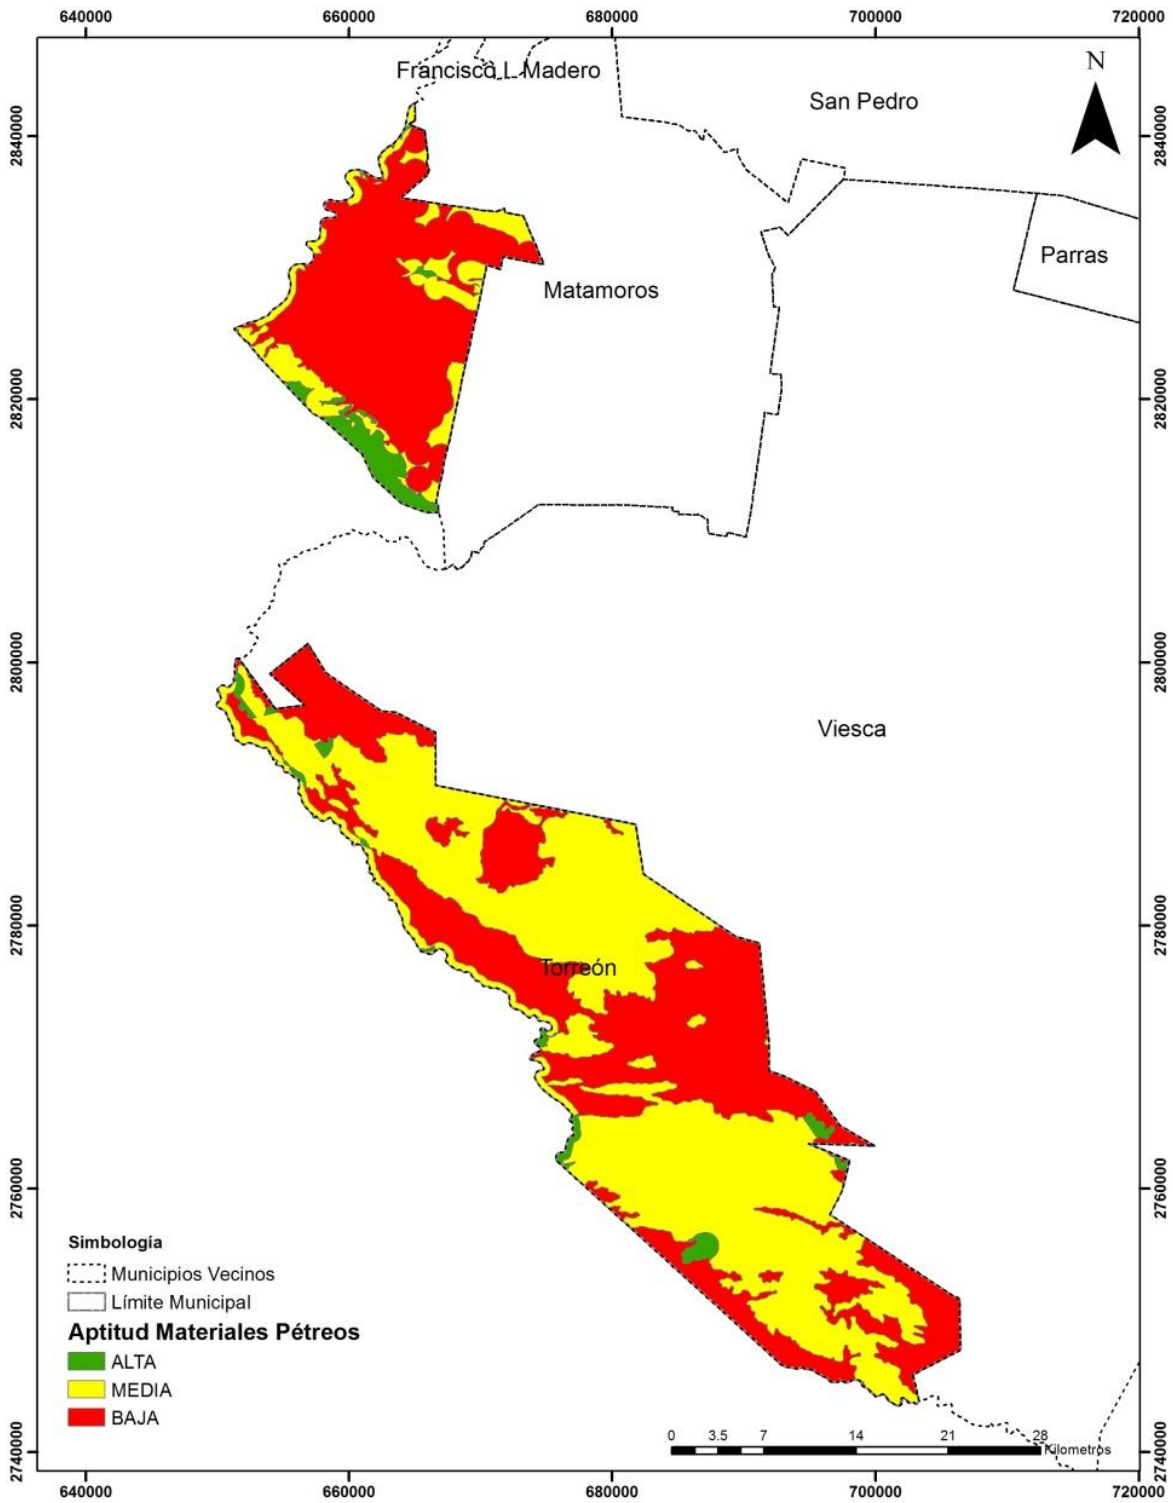 640000 660000 680000 700000 720000
N
Francisco I. Madero
San Pedro
2840000 2840000
Parras
Matamoros
2820000 2820000
2800000 2800000
Viesca
2780000 2780000
Torreón
2760000 2760000
Simbología
Municipios Vecinos
Límite Municipal
Aptitud Materiales Pétreos
ALTA
MEDIA
BAJA
0 3.5 7 14 21 28
Kilometros
2740000 2740000
640000 660000 680000 700000 720000